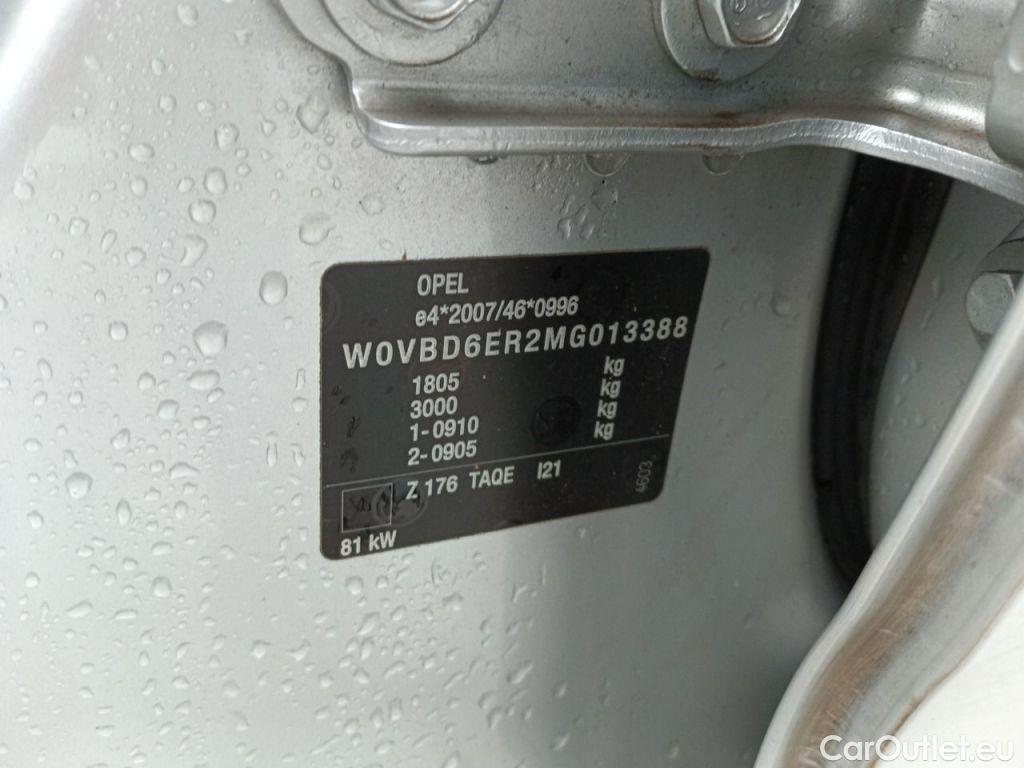 OPEL
e4*2007/46*0996
W0VBD6ER2MG013388
1805 kg
3000 kg
1-0910 kg
2-0905 kg
Z 176 TAQE I21
4603
81 kW
CarOutlet.eu